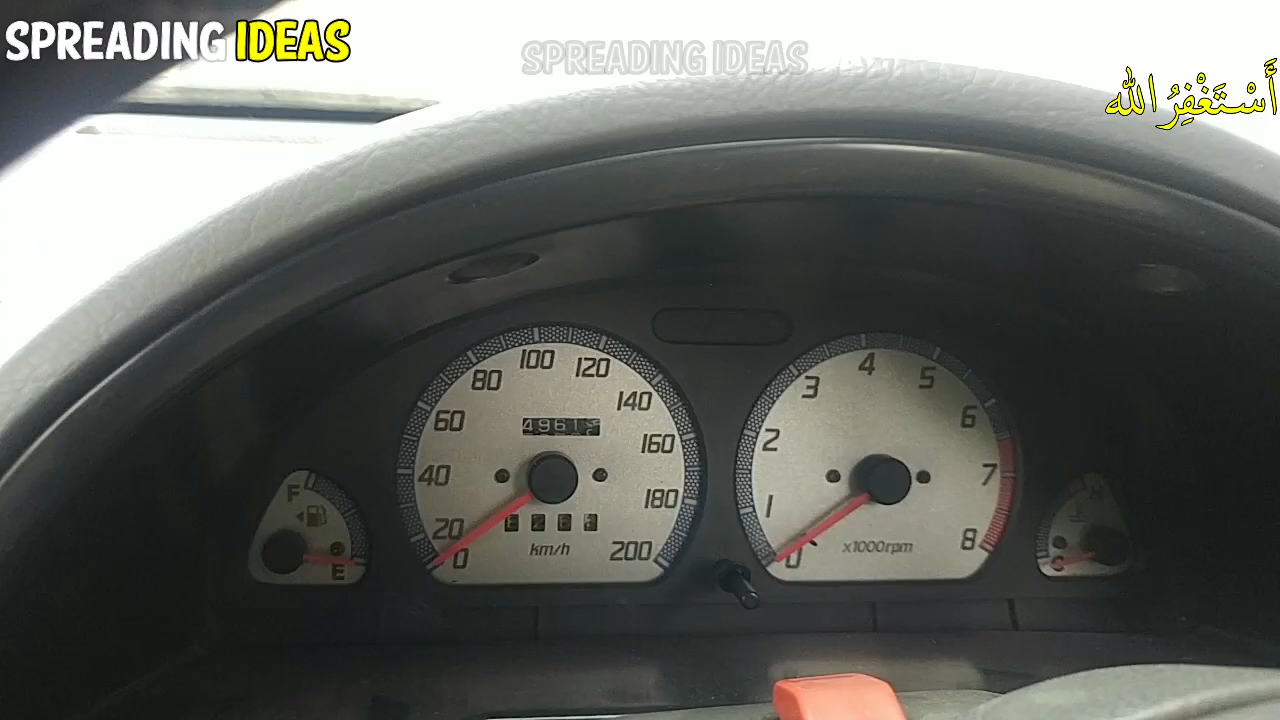 SPREADING IDEAS
SPREADING IDEAS
أَسْتَغْفِرُ الله
0 20 40 60 80 100 120 140 160 180 200
km/h
0 1 2 3 4 5 6 7 8
x1000rpm
F
E
H
C